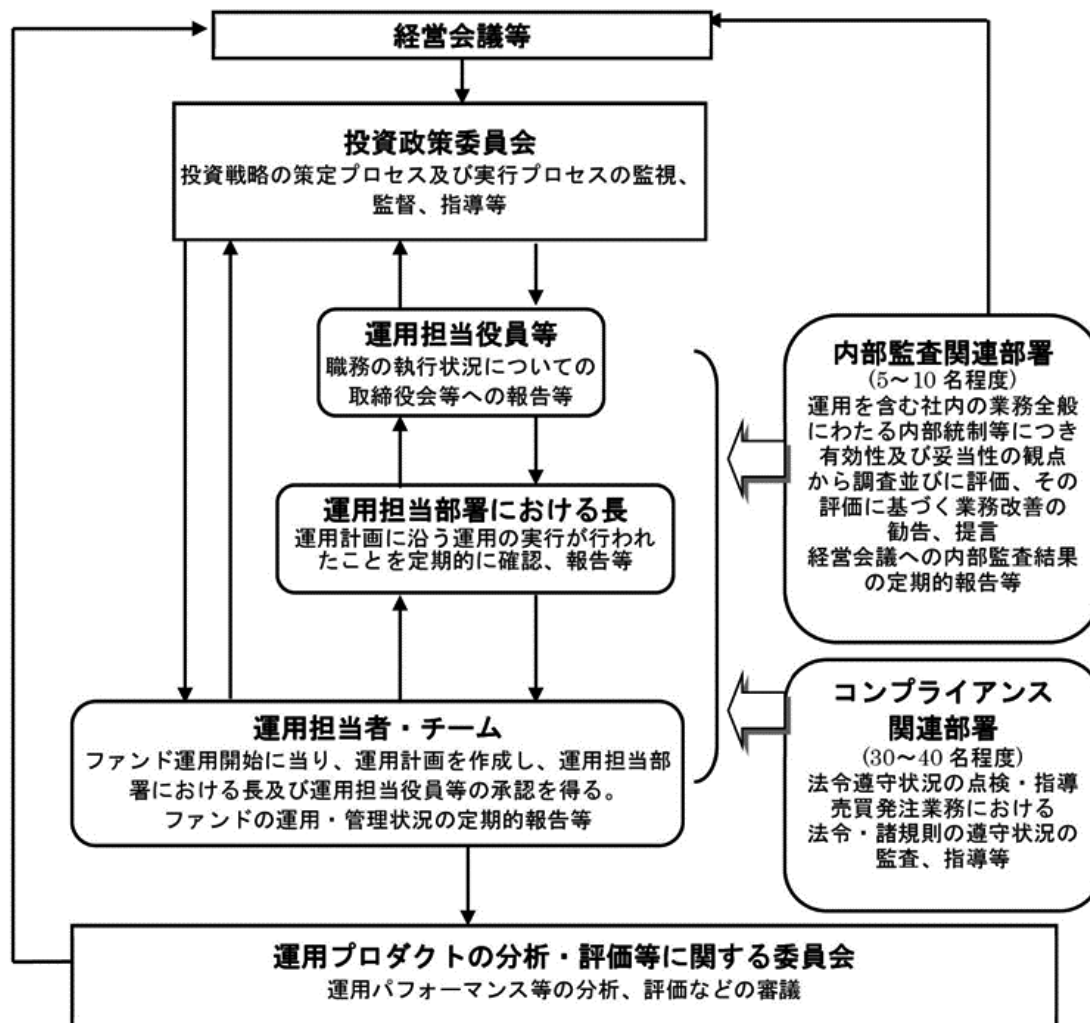 経営会議等
投資政策委員会
投資戦略の策定プロセス及び実行プロセスの監視、
監督、指導等
運用担当役員等
職務の執行状況についての
取締役会等への報告等
運用担当部署における長
運用計画に沿う運用の実行が行われ
たことを定期的に確認、報告等
運用担当者・チーム
ファンド運用開始に当り、運用計画を作成し、運用担当部
署における長及び運用担当役員等の承認を得る。
ファンドの運用・管理状況の定期的報告等
内部監査関連部署
(5～10 名程度)
運用を含む社内の業務全般
にわたる内部統制等につき
有効性及び妥当性の観点
から調査並びに評価、その
評価に基づく業務改善の
勧告、提言
経営会議への内部監査結果
の定期的報告等
コンプライアンス
関連部署
(30～40 名程度)
法令遵守状況の点検・指導
売買発注業務における
法令・諸規則の遵守状況の
監査、指導等
運用プロダクトの分析・評価等に関する委員会
運用パフォーマンス等の分析、評価などの審議